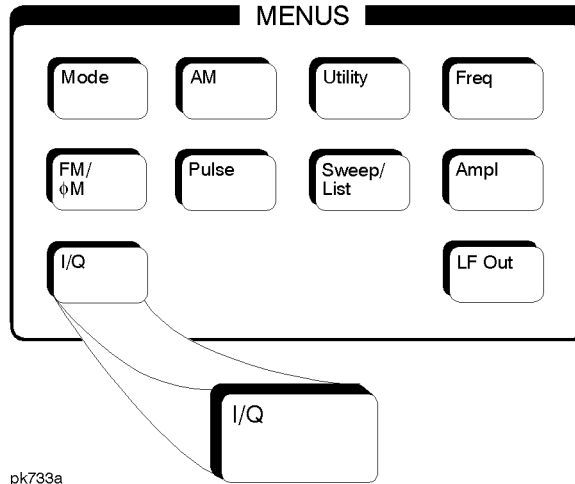 MENUS
Mode
AM
Utility
Freq
FM/
ϕM
Pulse
Sweep/
List
Ampl
I/Q
LF Out
I/Q
pk733a